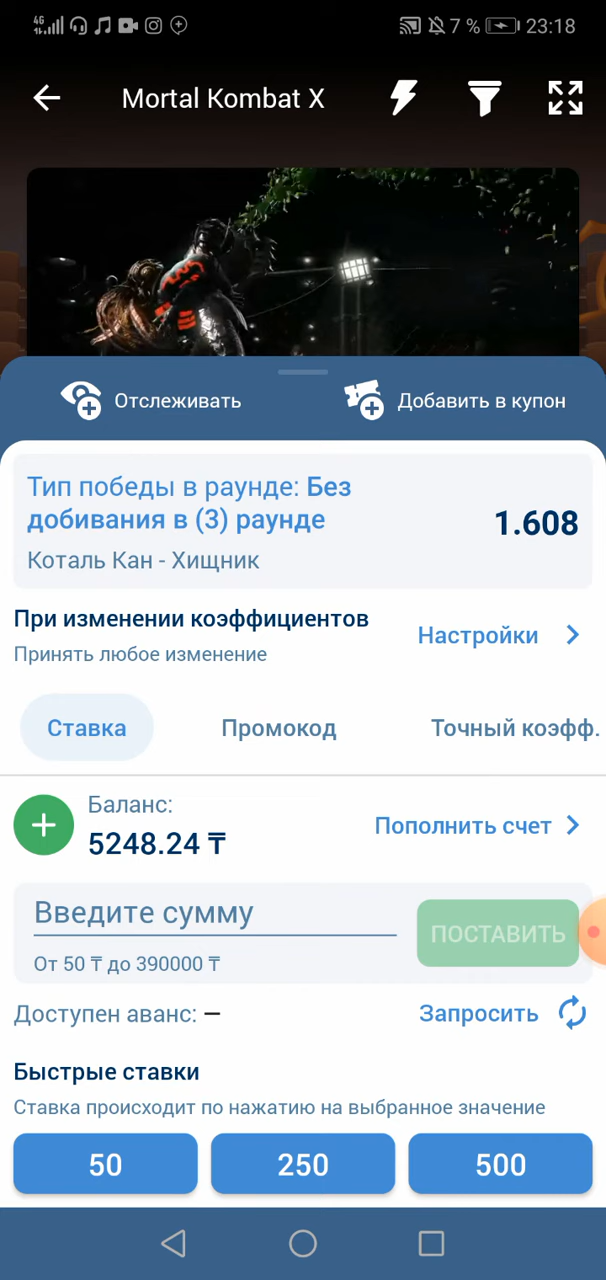 4G 7 % 23:18
Mortal Kombat X
Отслеживать Добавить в купон
Тип победы в раунде: Без
добивания в (3) раунде
1.608
Коталь Кан - Хищник
При изменении коэффициентов
Принять любое изменение
Настройки
Ставка Промокод Точный коэфф.
Баланс:
5248.24 ₸
Пополнить счет
Введите сумму
ПОСТАВИТЬ
От 50 ₸ до 390000 ₸
Доступен аванс: — Запросить
Быстрые ставки
Ставка происходит по нажатию на выбранное значение
50 250 500